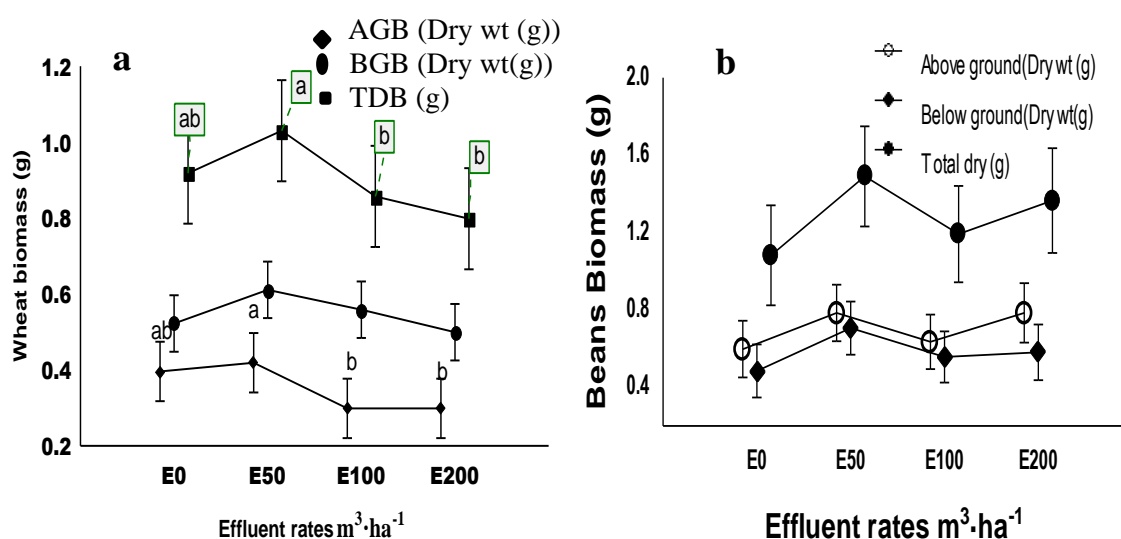 a
AGB (Dry wt (g))
BGB (Dry wt(g))
TDB (g)
1.2
1.0
0.8
0.6
0.4
0.2
Wheat biomass (g)
ab
a
b
b
ab
a
b
b
E0 E50 E100 E200
Effluent rates m³·ha⁻¹
b
Above ground(Dry wt (g)
Below ground(Dry wt(g)
Total dry (g)
2.0
1.6
1.2
0.8
0.4
Beans Biomass (g)
E0 E50 E100 E200
Effluent rates m³·ha⁻¹